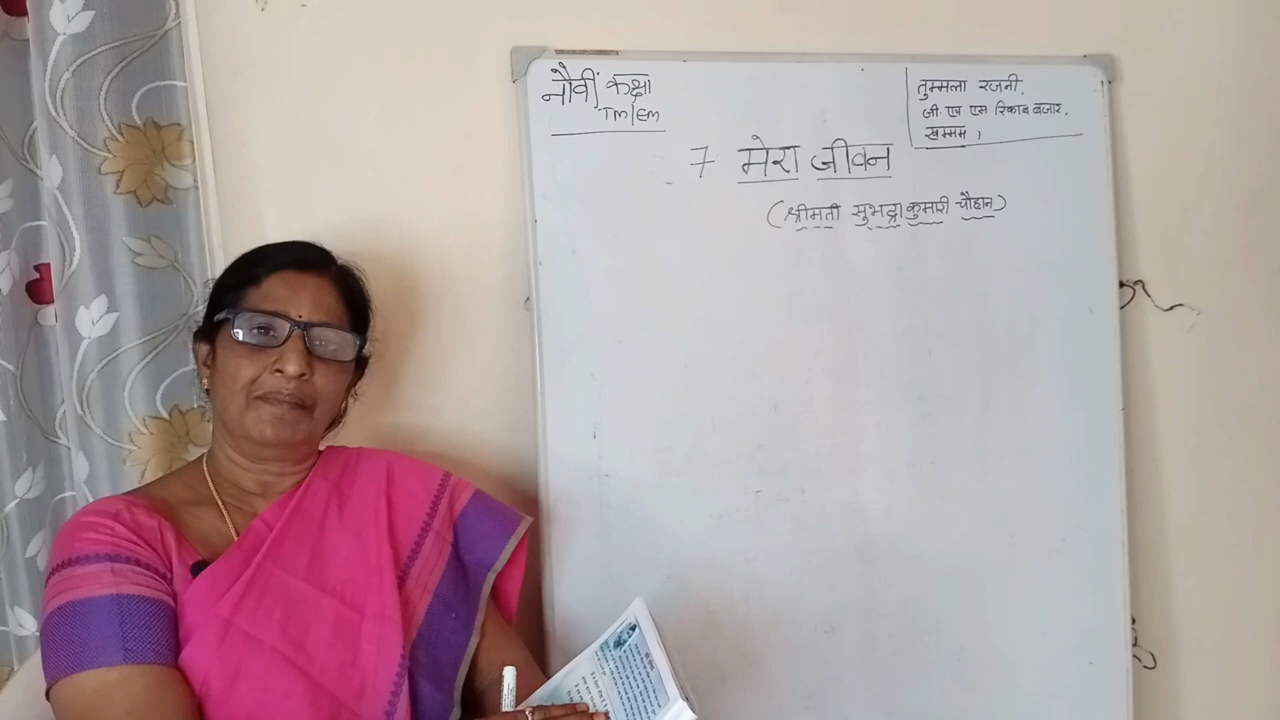 नौवीं कक्षा
TM/EM
तुम्मला रजनी.
जी.एच एस रिकाब बजार.
खम्मम।
7 मेरा जीवन
(श्रीमती सुभद्रा कुमारी चौहान)